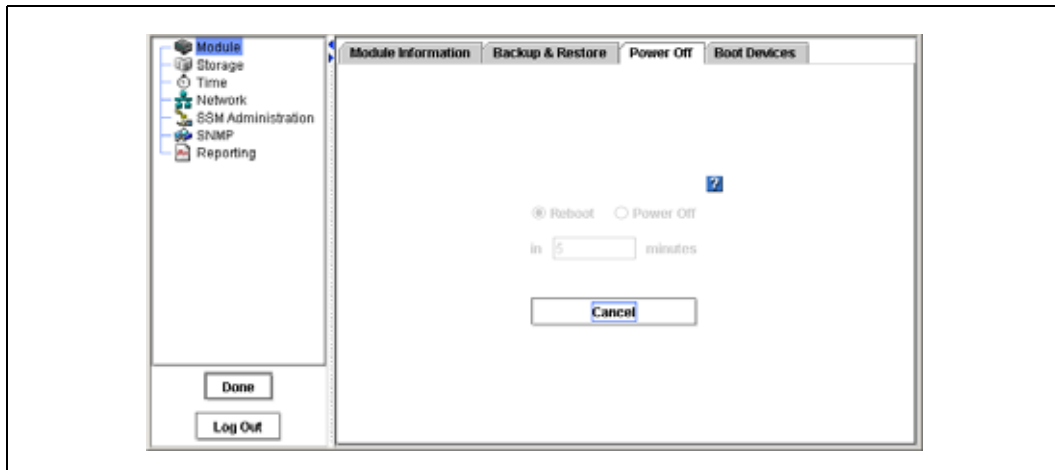 Module
Storage
Time
Network
SSM Administration
SNMP
Reporting
Done
Log Out
Module Information Backup & Restore Power Off Boot Devices
?
Reboot Power Off
in 5 minutes
Cancel